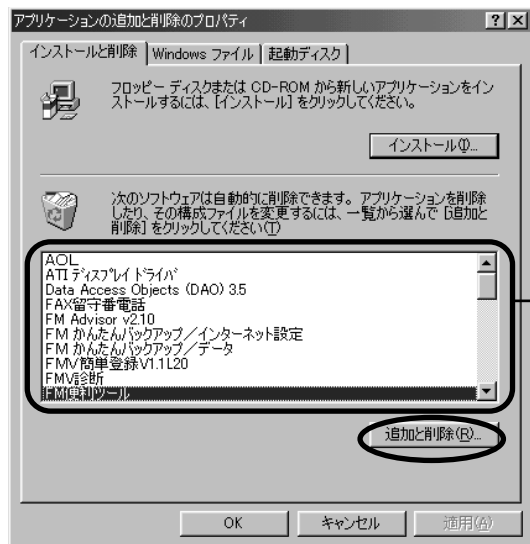 アプリケーションの追加と削除のプロパティ
インストールと削除 Windows ファイル 起動ディスク
フロッピー ディスクまたは CD-ROM から新しいアプリケーションをイン
ストールするには、[インストール] をクリックしてください。
インストール(I)...
次のソフトウェアは自動的に削除できます。アプリケーションを削除
したり、その構成ファイルを変更するには、一覧から選んで [追加と
削除] をクリックしてください(T)
AOL
ATI ディスプレイ ドライバ
Data Access Objects (DAO) 3.5
FAX留守番電話
FM Advisor v2.10
FM かんたんバックアップ／インターネット設定
FM かんたんバックアップ／データ
FMV簡単登録V1.1L20
FMV診断
FM便利ツール
追加と削除(R)...
OK キャンセル 適用(A)